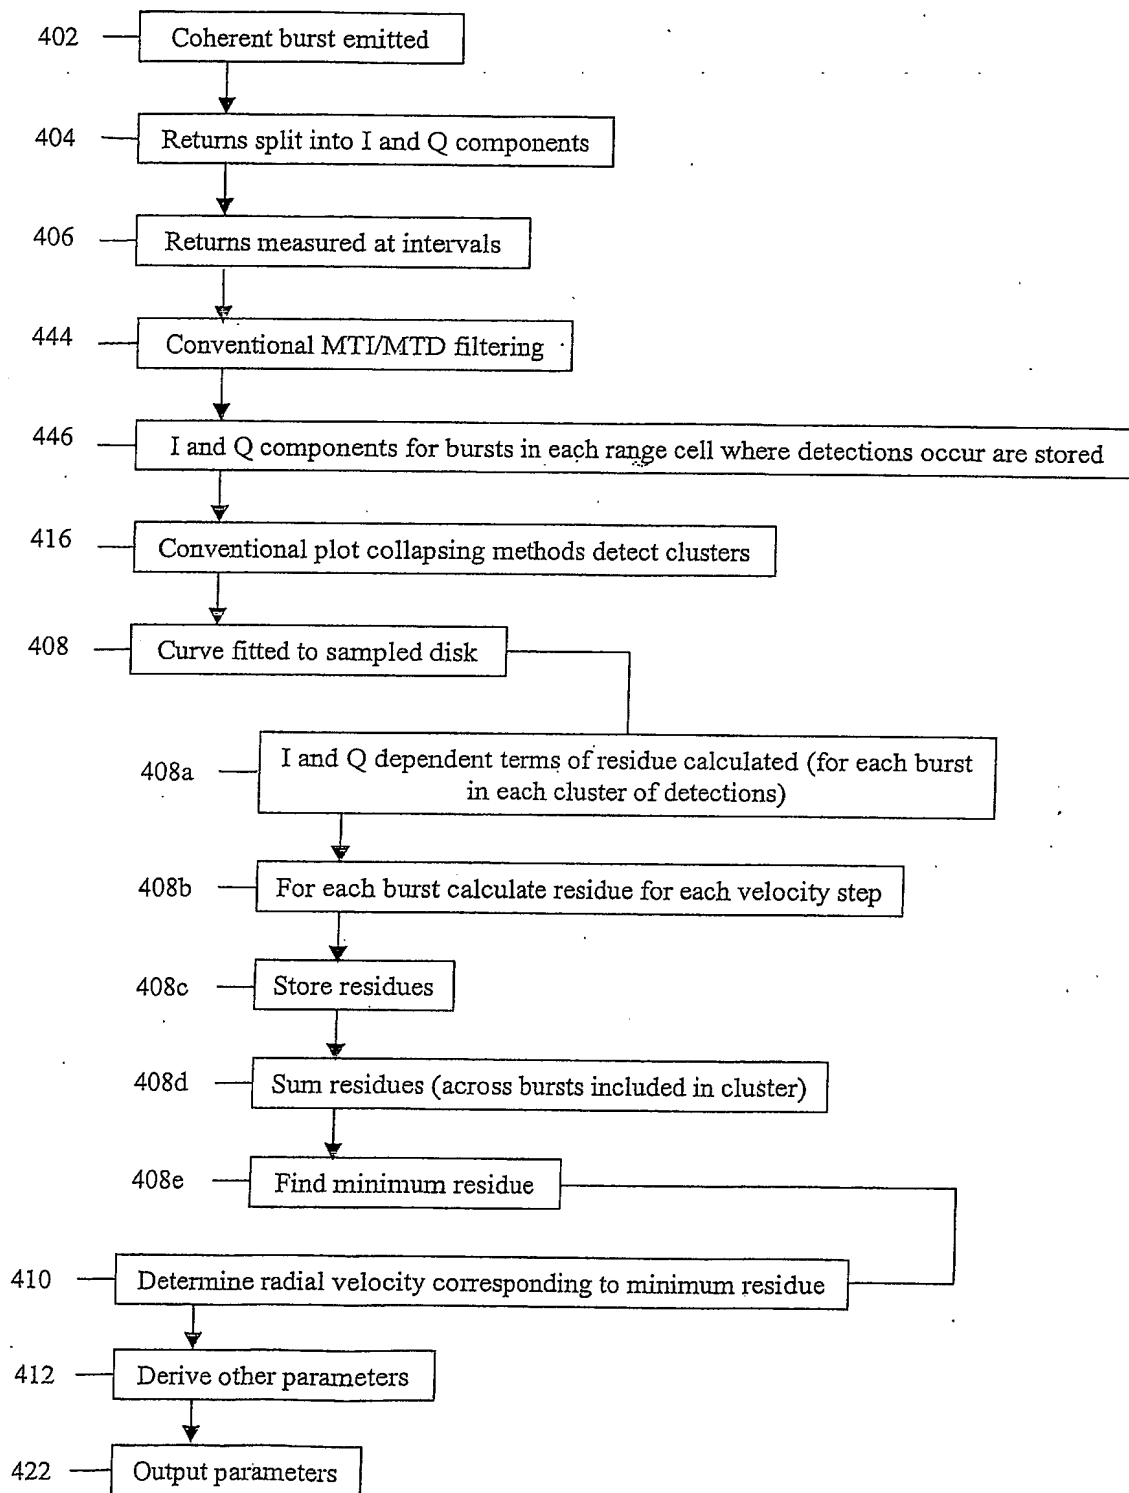 402 Coherent burst emitted
404 Returns split into I and Q components
406 Returns measured at intervals
444 Conventional MTI/MTD filtering
446 I and Q components for bursts in each range cell where detections occur are stored
416 Conventional plot collapsing methods detect clusters
408 Curve fitted to sampled disk
408a I and Q dependent terms of residue calculated (for each burst
in each cluster of detections)
408b For each burst calculate residue for each velocity step
408c Store residues
408d Sum residues (across bursts included in cluster)
408e Find minimum residue
410 Determine radial velocity corresponding to minimum residue
412 Derive other parameters
422 Output parameters